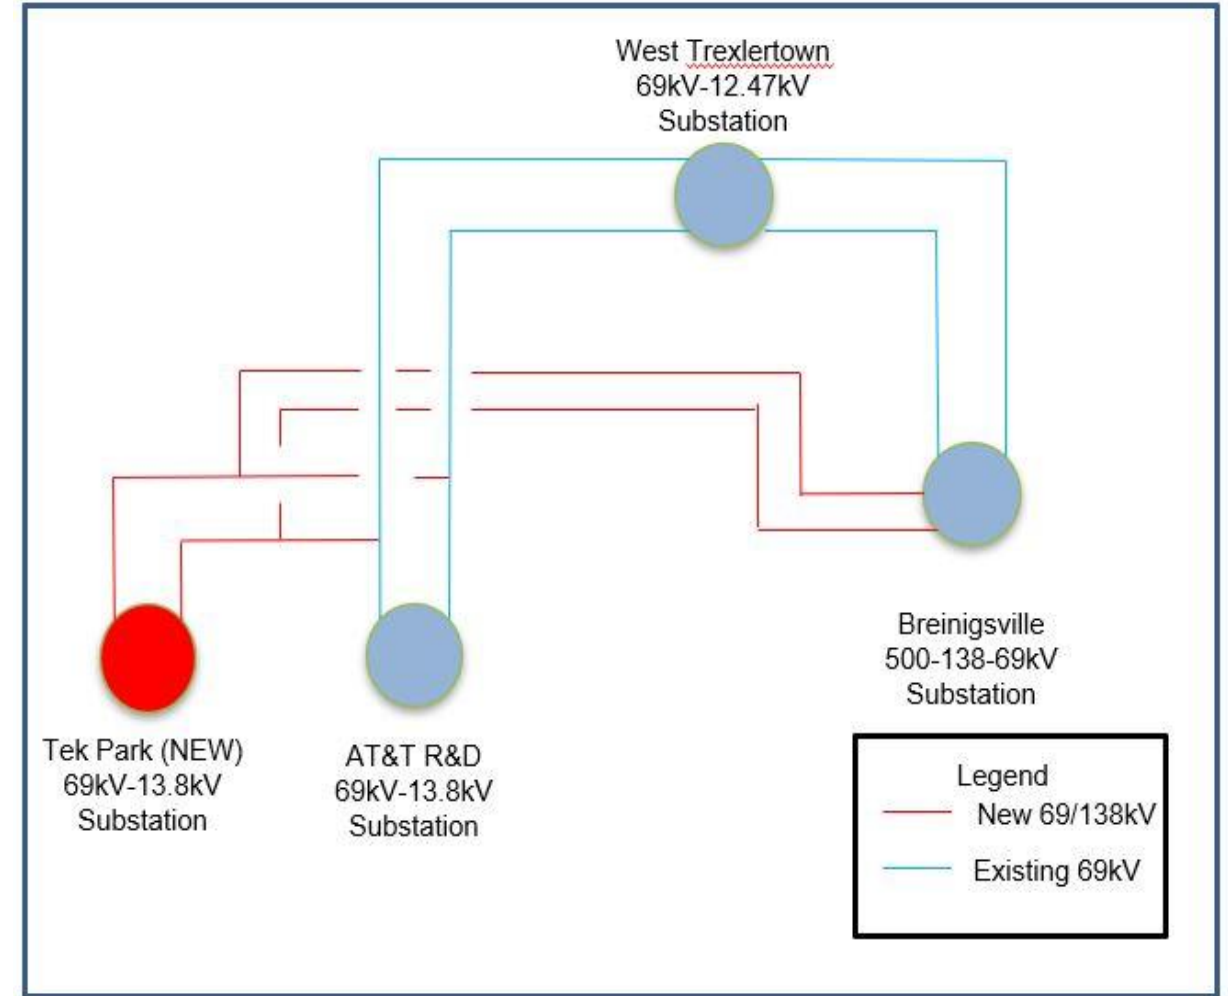 West Trexlertown
69kV-12.47kV
Substation
Breinigsville
500-138-69kV
Substation
Tek Park (NEW)
69kV-13.8kV
Substation
AT&T R&D
69kV-13.8kV
Substation
Legend
New 69/138kV
Existing 69kV